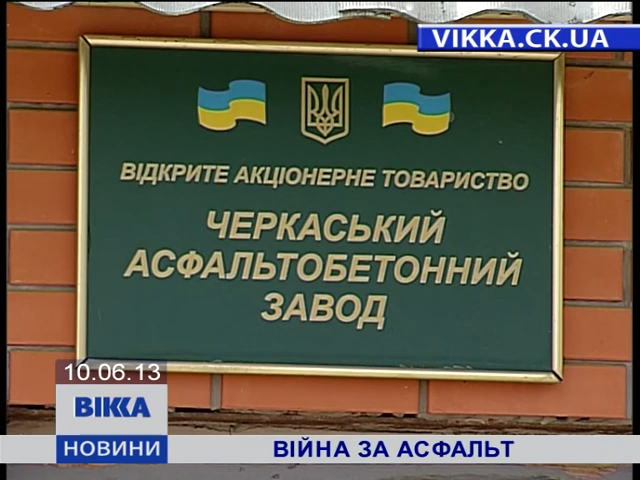 VIKKA.CK.UA
ВІДКРИТЕ АКЦІОНЕРНЕ ТОВАРИСТВО
ЧЕРКАСЬКИЙ
АСФАЛЬТОБЕТОННИЙ
ЗАВОД
10.06.13
ВІККА
НОВИНИ
ВІЙНА ЗА АСФАЛЬТ